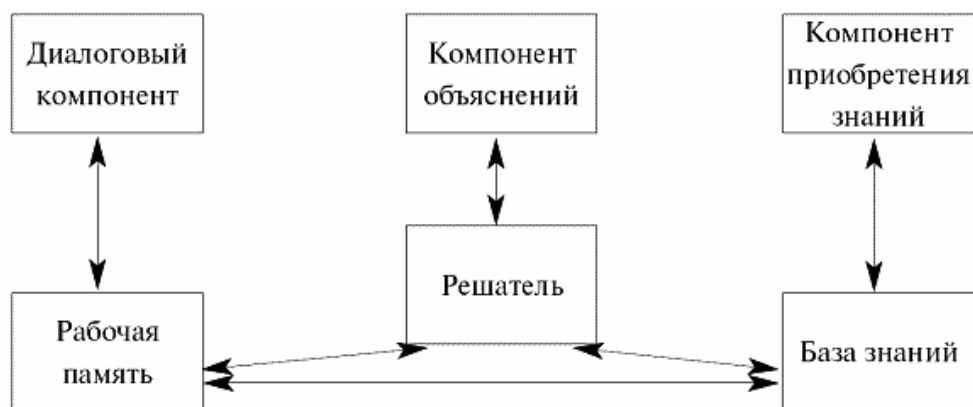 Диалоговый
компонент
Компонент
объяснений
Компонент
приобретения
знаний
Решатель
Рабочая
память
База знаний